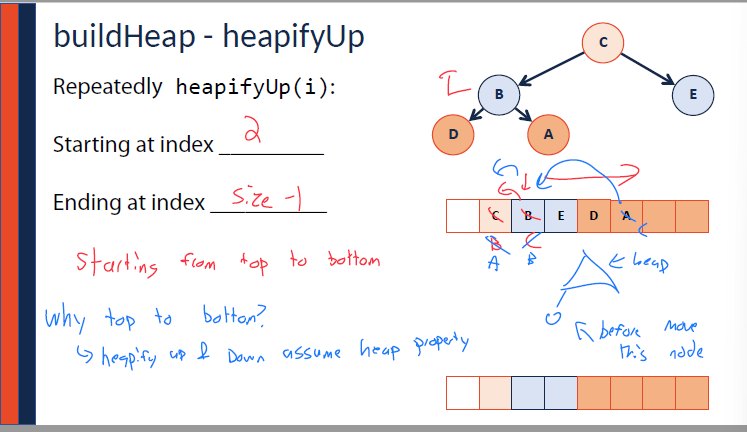 buildHeap - heapifyUp
Repeatedly heapifyUp(i):
Starting at index 2
Ending at index size -1
Starting from top to bottom
Why top to bottom?
↳ heapify up & Down assume heap property
C
B
E
D
A
C B E D A
B C C
A B
← heap
↖ before move
this node